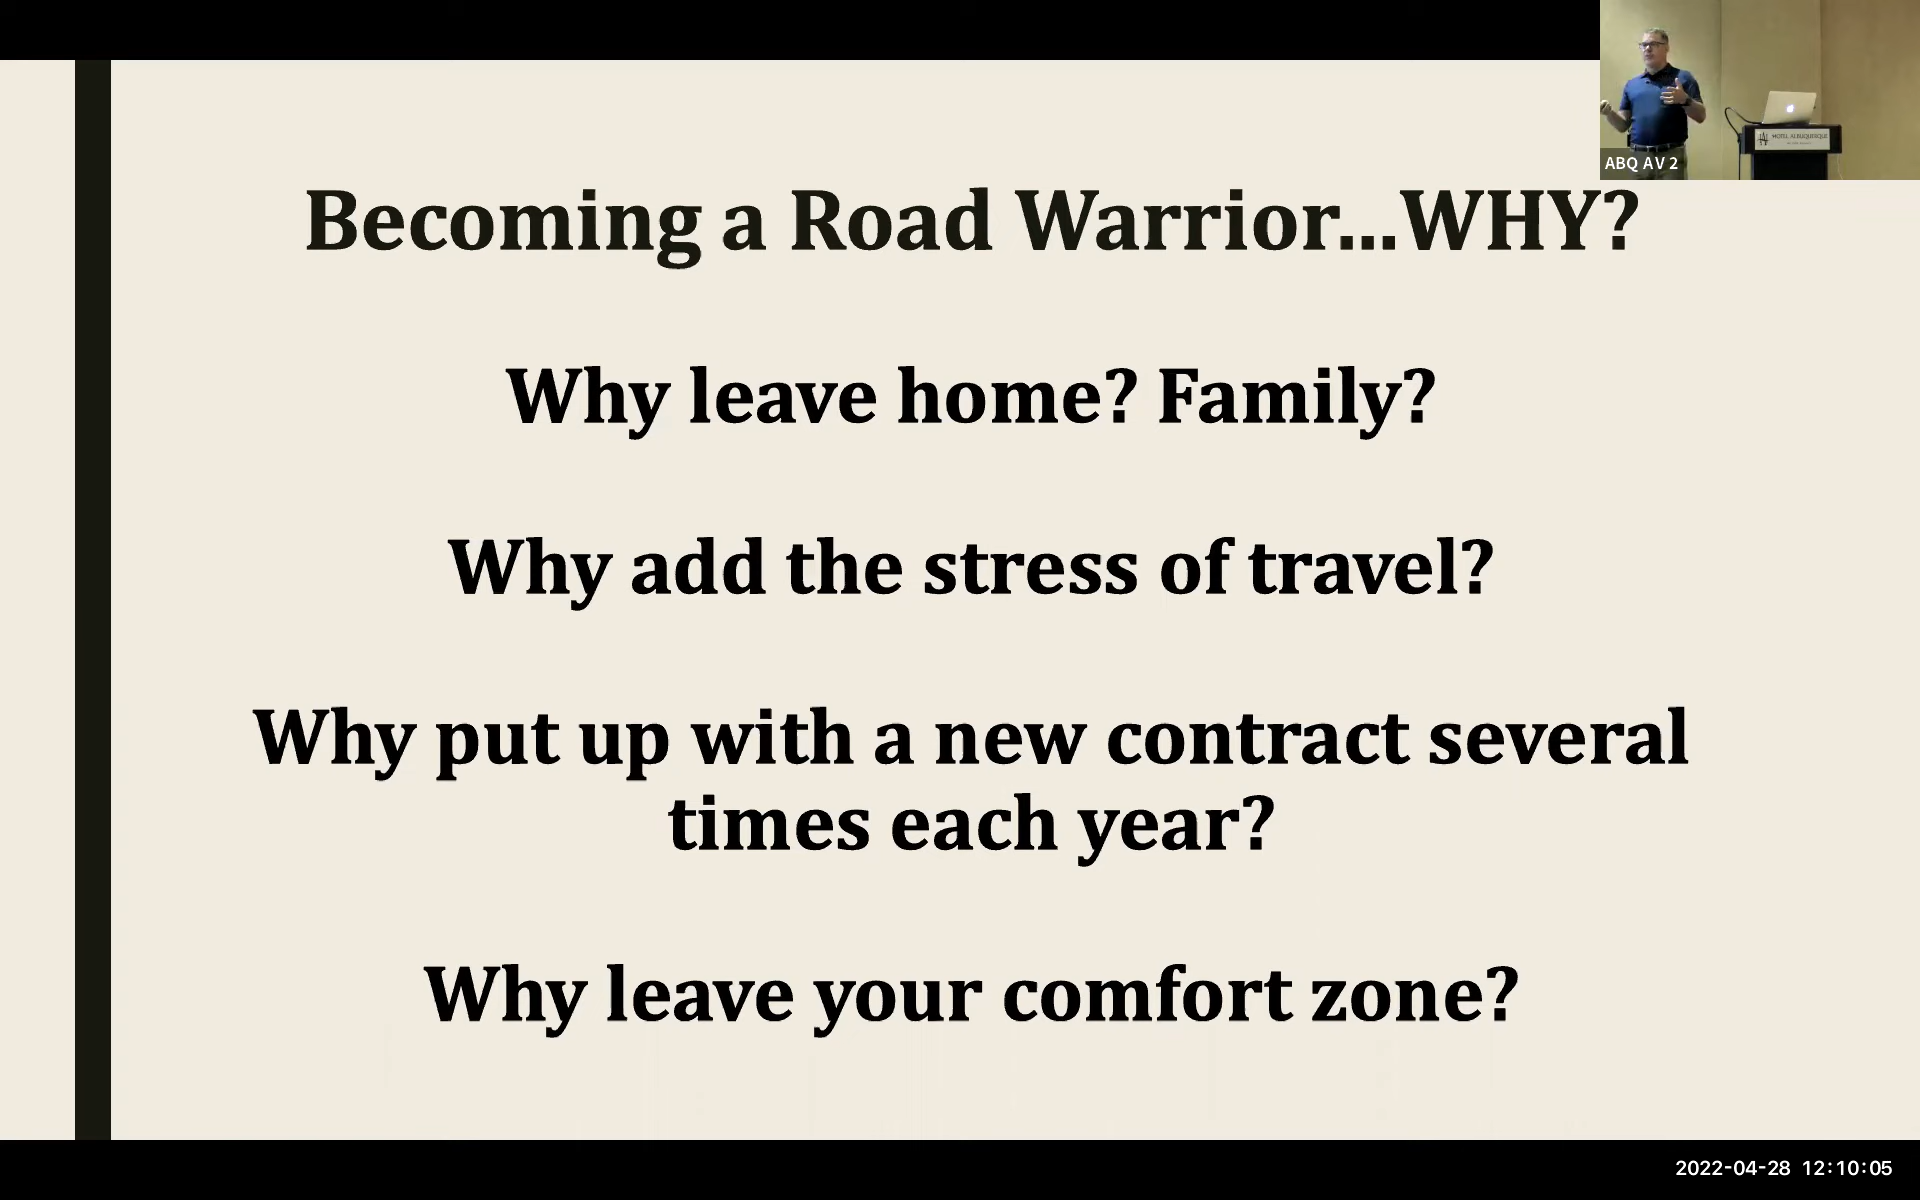 ABQ AV 2
HOTEL ALBUQUERQUE
Becoming a Road Warrior...WHY?
Why leave home? Family?
Why add the stress of travel?
Why put up with a new contract several
times each year?
Why leave your comfort zone?
2022-04-28 12:10:05